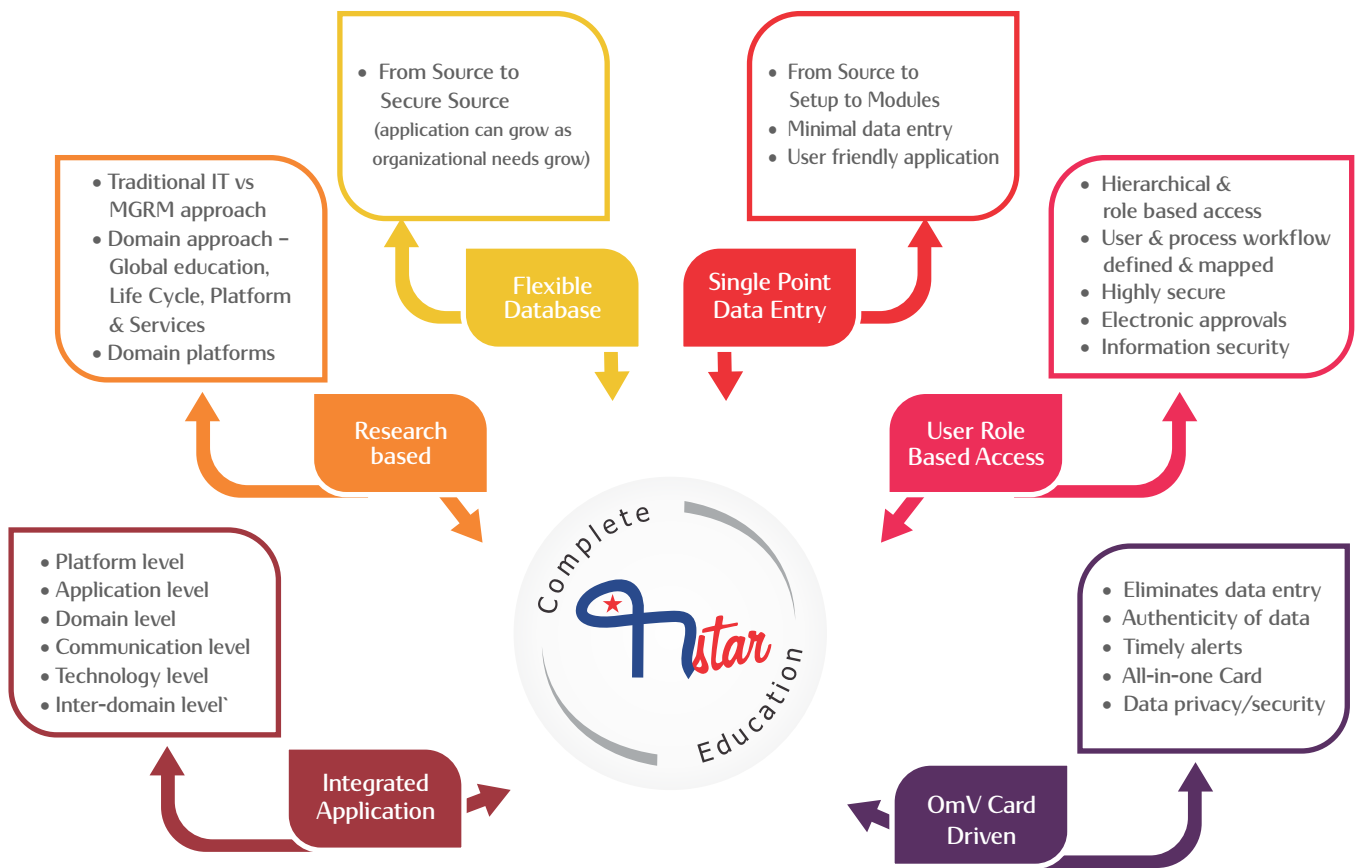 • From Source to
Secure Source
(application can grow as
organizational needs grow)
• From Source to
Setup to Modules
• Minimal data entry
• User friendly application
• Traditional IT vs
MGRM approach
• Domain approach –
Global education,
Life Cycle, Platform
& Services
• Domain platforms
• Hierarchical &
role based access
• User & process workflow
defined & mapped
• Highly secure
• Electronic approvals
• Information security
Flexible
Database
Single Point
Data Entry
Research
based
User Role
Based Access
• Platform level
• Application level
• Domain level
• Communication level
• Technology level
• Inter-domain level`
Complete
star
Education
• Eliminates data entry
• Authenticity of data
• Timely alerts
• All-in-one Card
• Data privacy/security
Integrated
Application
OmV Card
Driven